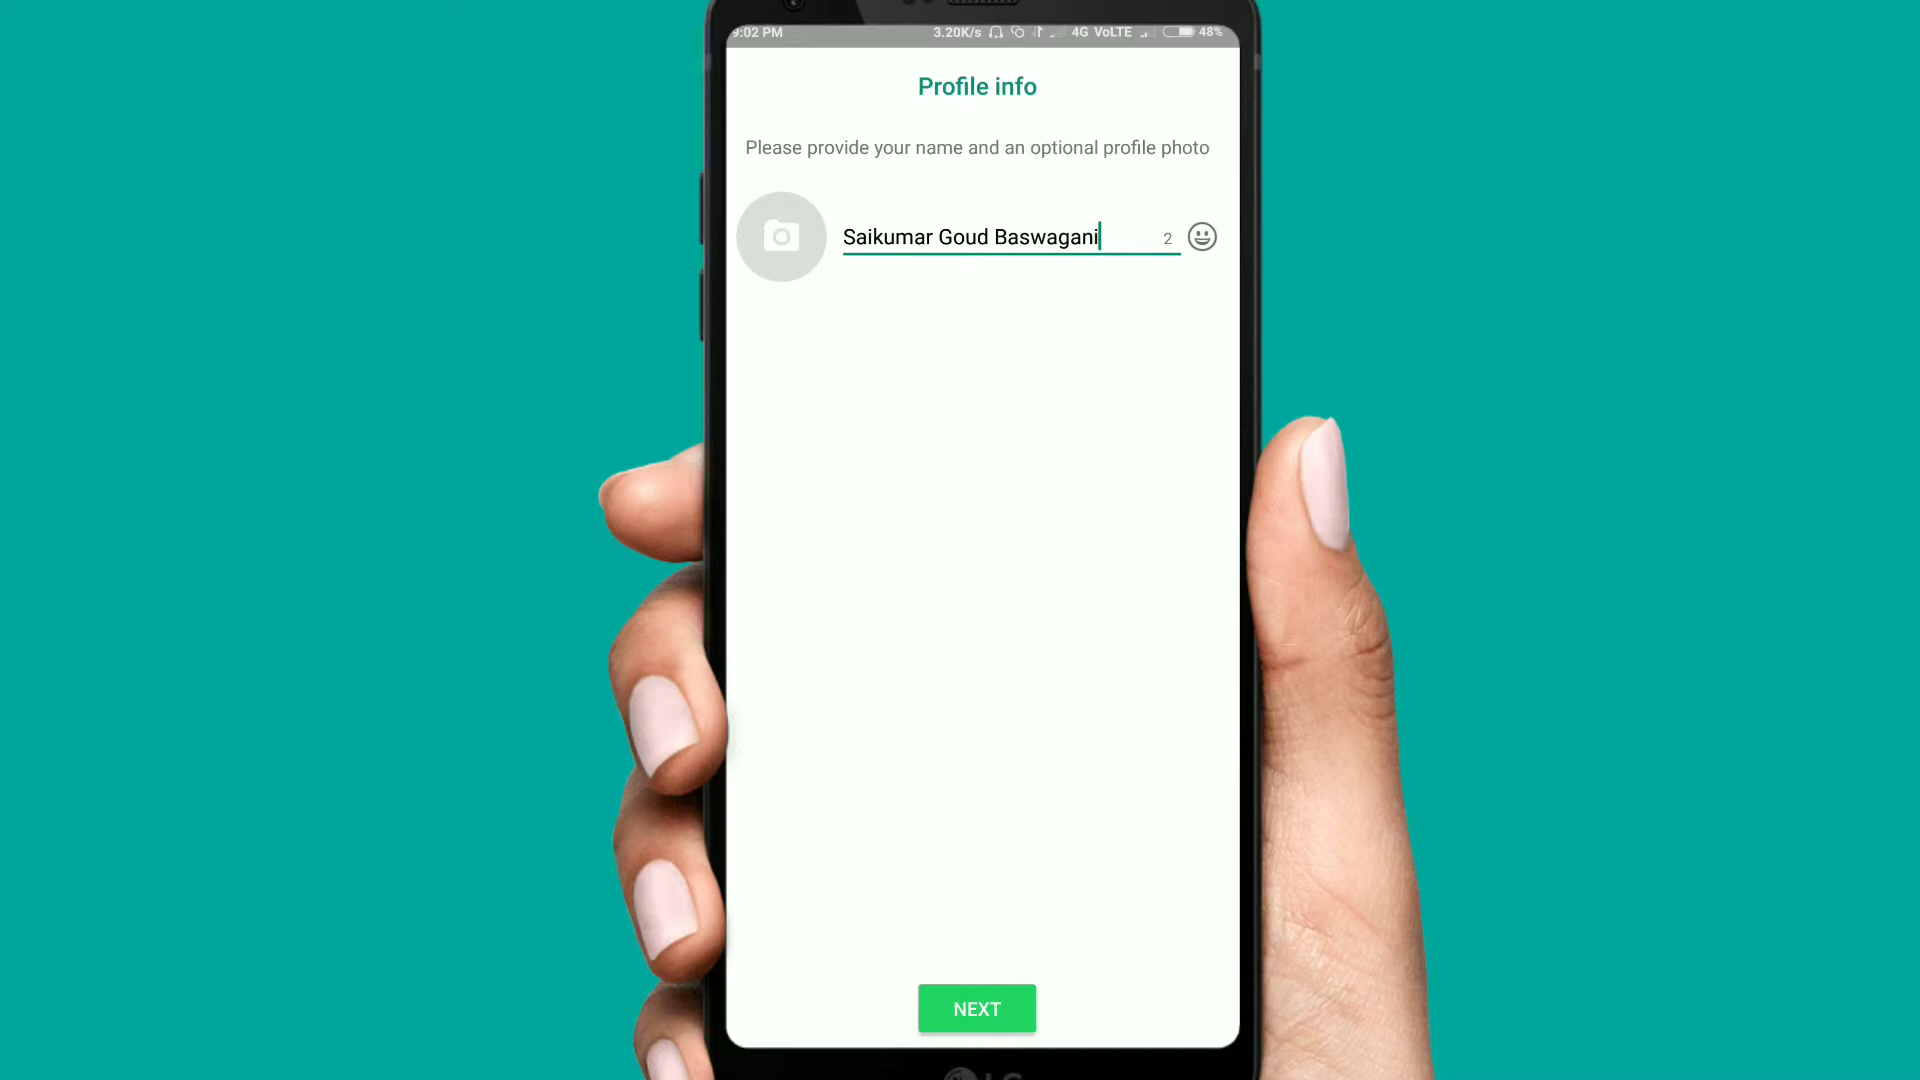 9:02 PM 3.20K/s 4G VoLTE 48%
Profile info
Please provide your name and an optional profile photo
Saikumar Goud Baswagani 2
NEXT
LG